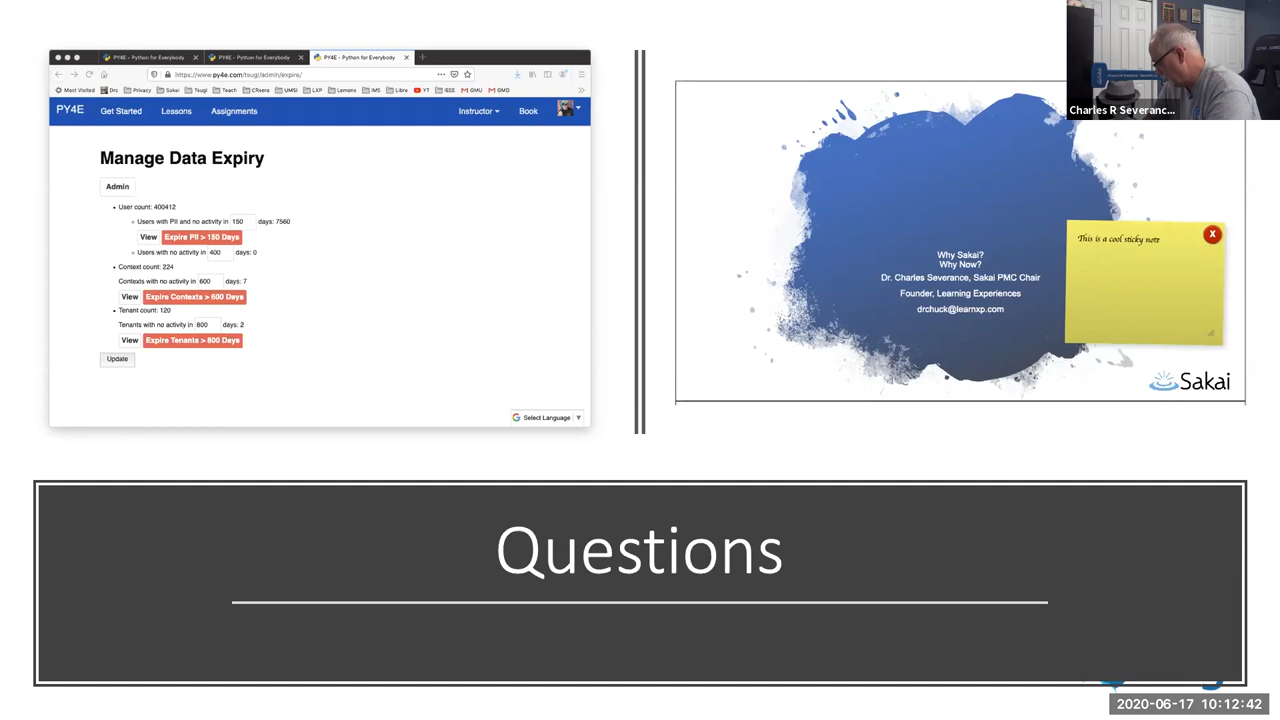 PY4E - Python for Everybody
PY4E - Python for Everybody
PY4E - Python for Everybody
https://www.py4e.com/tsugi/admin/expire/
Most Visited Drc Privacy Sakai Tsugi Teach CRsera UMSI LXP Lemons IMS Libre YT IEEE GMU GMD
PY4E Get Started Lessons Assignments Instructor Book
Manage Data Expiry
Admin
User count: 400412
Users with PII and no activity in 150 days: 7560
View Expire PII > 150 Days
Users with no activity in 400 days: 0
Context count: 224
Contexts with no activity in 600 days: 7
View Expire Contexts > 600 Days
Tenant count: 120
Tenants with no activity in 800 days: 2
View Expire Tenants > 800 Days
Update
G Select Language
Why Sakai?
Why Now?
Dr. Charles Severance, Sakai PMC Chair
Founder, Learning Experiences
drchuck@learnxp.com
This is a cool sticky note
X
Sakai
Charles R Severanc...
Questions
2020-06-17 10:12:42